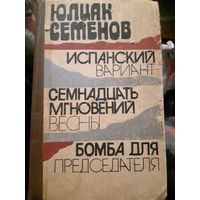 ЮЛИАН
СЕМЕНОВ
ИСПАНСКИЙ
ВАРИАНТ
СЕМНАДЦАТЬ
МГНОВЕНИЙ
ВЕСНЫ
БОМБА ДЛЯ
ПРЕДСЕДАТЕЛЯ